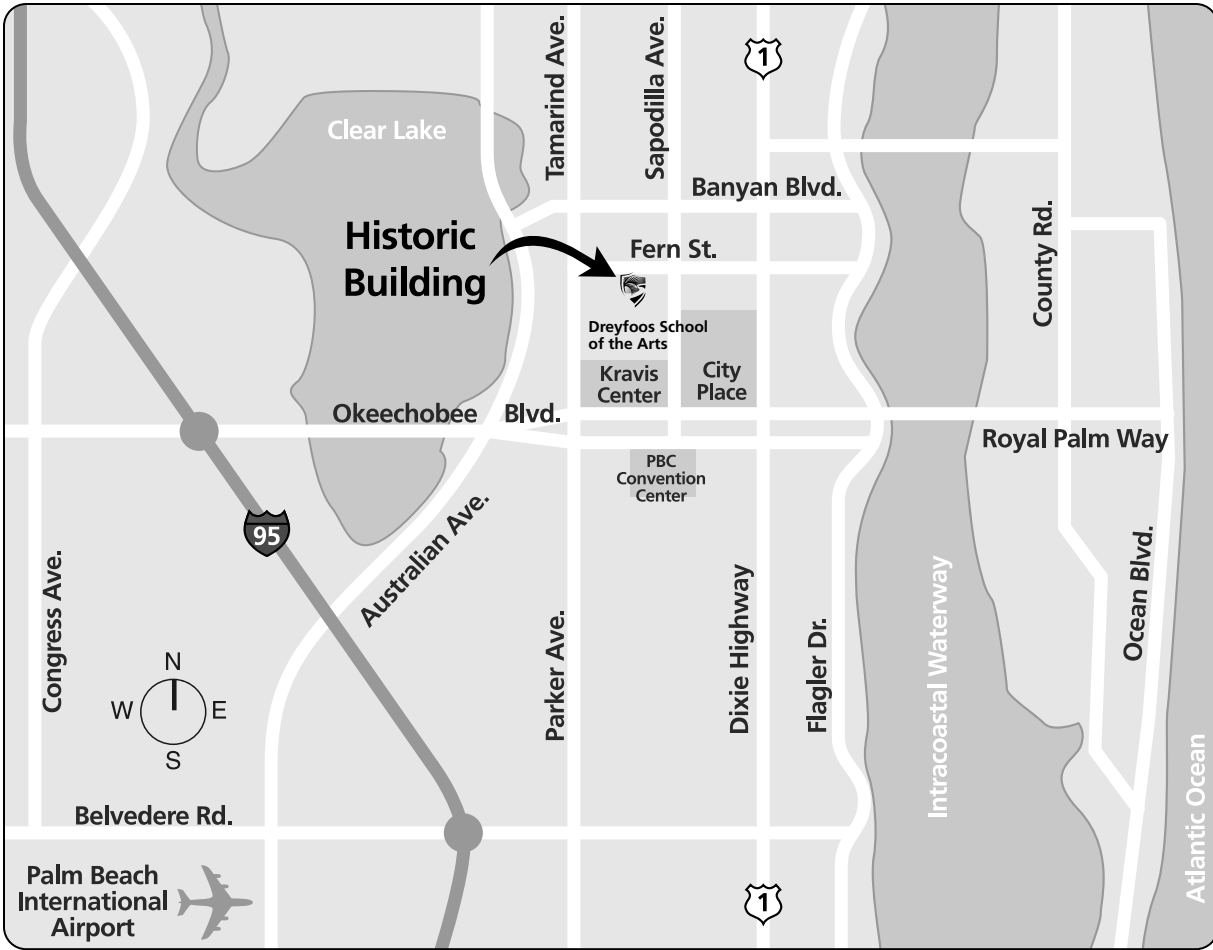 Tamarind Ave.
Sapodilla Ave.
1
Clear Lake
Banyan Blvd.
Historic
Building
Fern St.
County Rd.
Dreyfoos School
of the Arts
Kravis
Center
City
Place
Okeechobee Blvd.
Royal Palm Way
PBC
Convention
Center
95
Australian Ave.
Congress Ave.
Parker Ave.
Dixie Highway
Flagler Dr.
Intracoastal Waterway
Ocean Blvd.
Atlantic Ocean
N
W E
S
Belvedere Rd.
Palm Beach
International
Airport
1